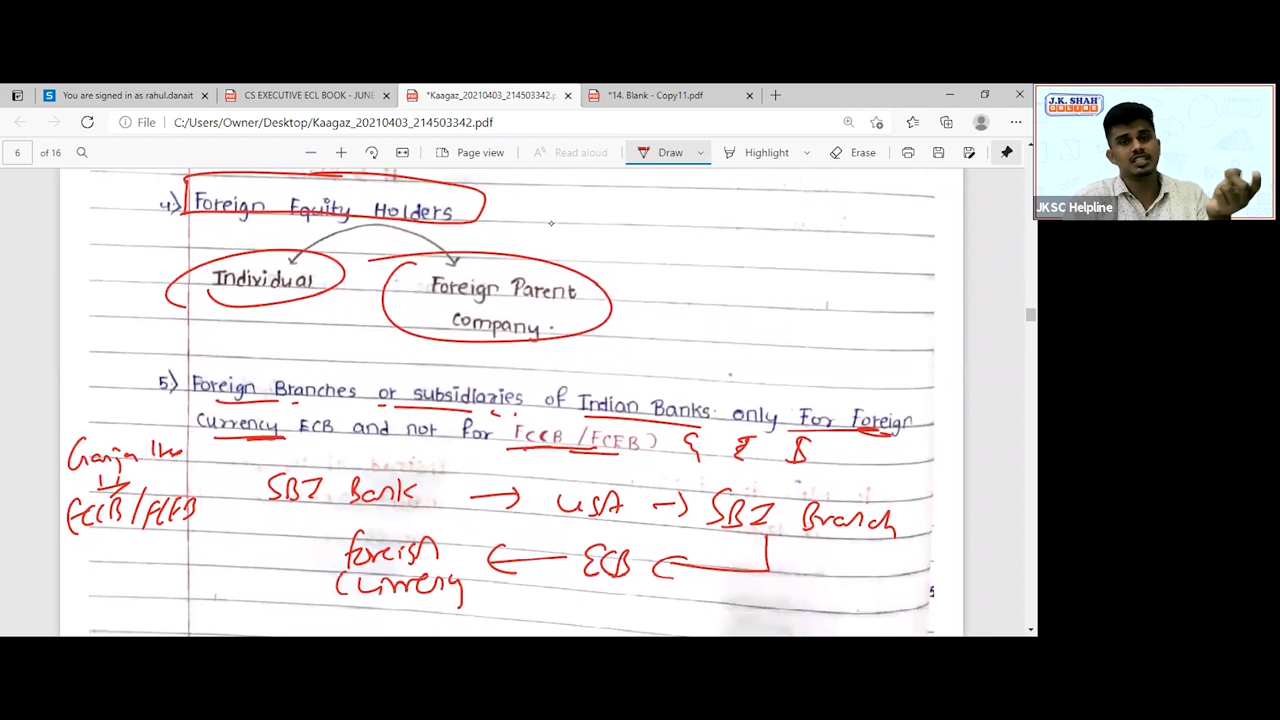 You are signed in as rahul.danait
CS EXECUTIVE ECL BOOK - JUNE
*Kaagaz_20210403_214503342.p
*14. Blank - Copy11.pdf
File
C:/Users/Owner/Desktop/Kaagaz_20210403_214503342.pdf
6 of 16
Page view
Read aloud
Draw
Highlight
Erase
J.K. SHAH
ONLINE
JKSC Helpline
4) Foreign Equity Holders
Individual
Foreign Parent
Company.
5) Foreign Branches or subsidiaries of Indian Banks only For Foreign
Currency ECB and not for FCCB/FCEB)
₹ $
SBI Bank → USA → SBI Branch
FCCB/FCEB
foreign
currency
ECB